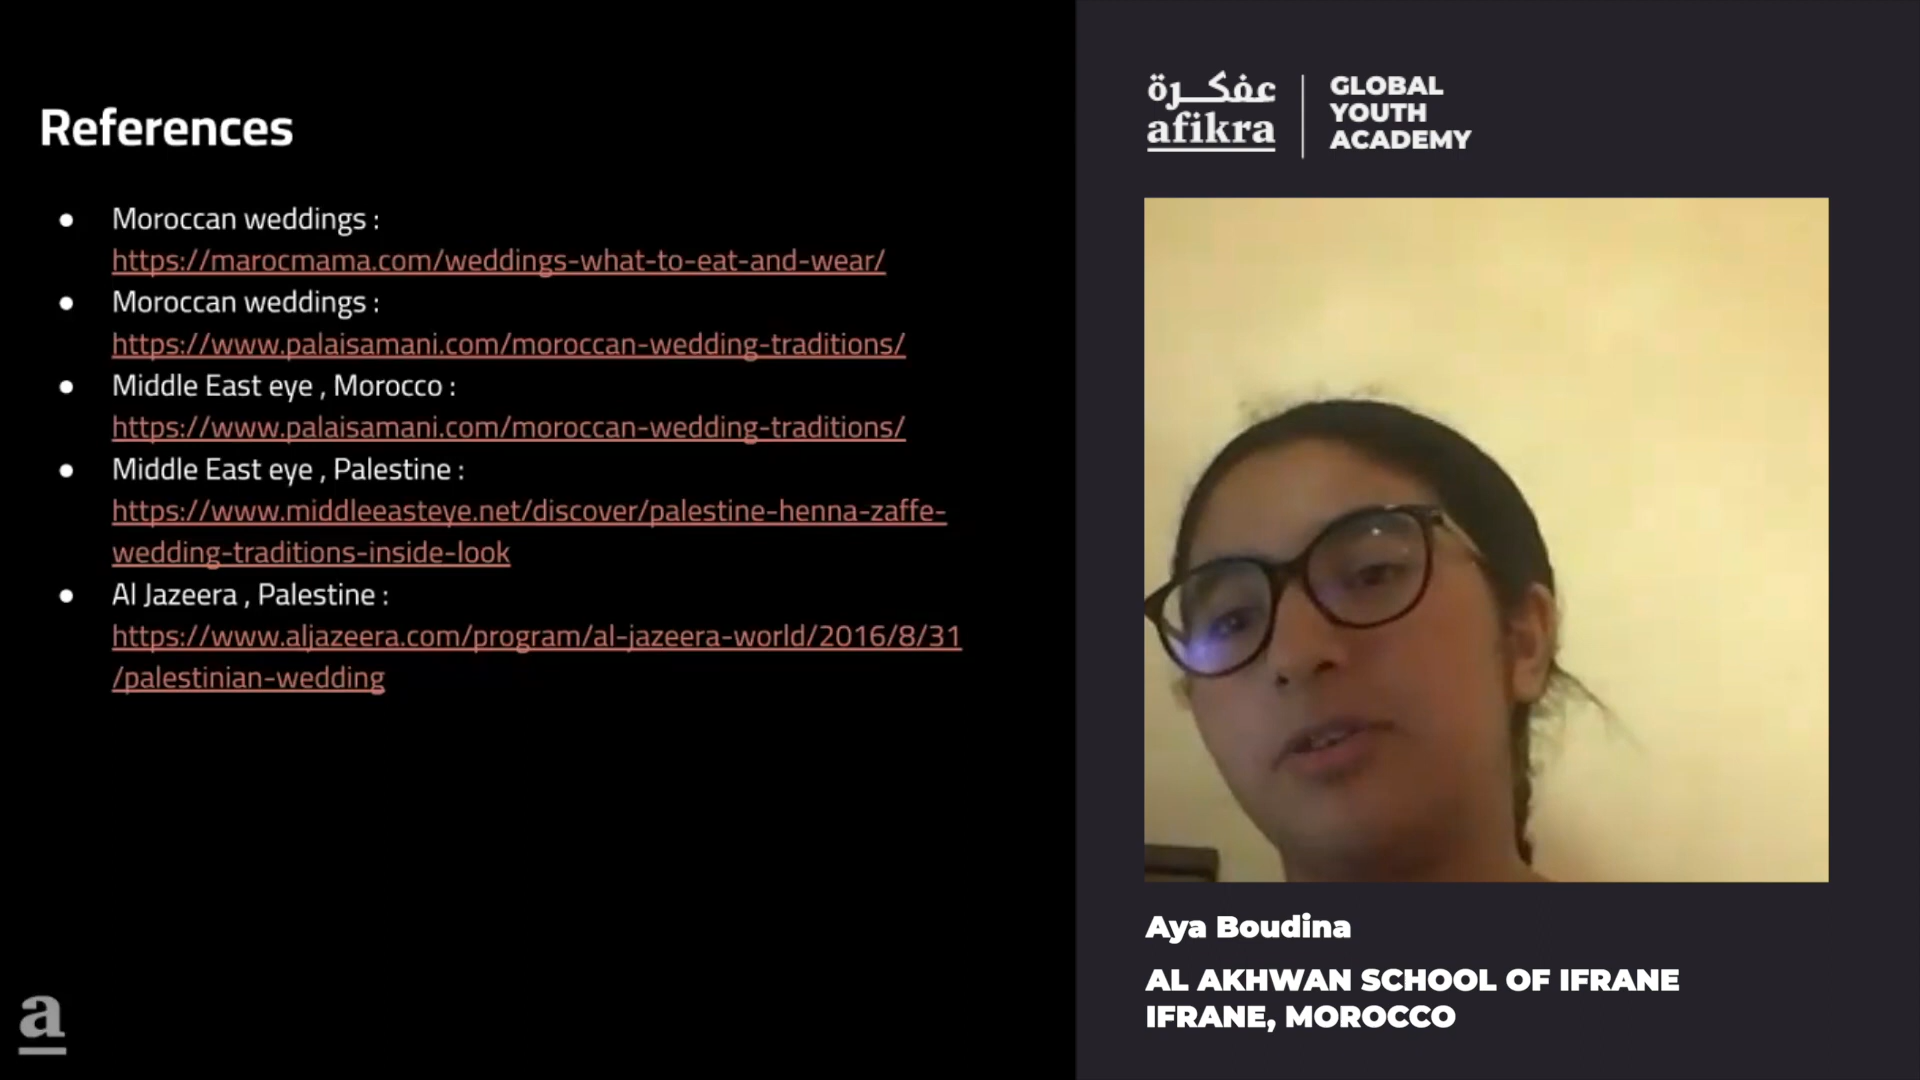 References
● Moroccan weddings :
https://marocmama.com/weddings-what-to-eat-and-wear/
● Moroccan weddings :
https://www.palaisamani.com/moroccan-wedding-traditions/
● Middle East eye , Morocco :
https://www.palaisamani.com/moroccan-wedding-traditions/
● Middle East eye , Palestine :
https://www.middleeasteye.net/discover/palestine-henna-zaffe-
wedding-traditions-inside-look
● Al Jazeera , Palestine :
https://www.aljazeera.com/program/al-jazeera-world/2016/8/31
/palestinian-wedding
a
عفكرة
afikra
GLOBAL
YOUTH
ACADEMY
Aya Boudina
AL AKHWAN SCHOOL OF IFRANE
IFRANE, MOROCCO